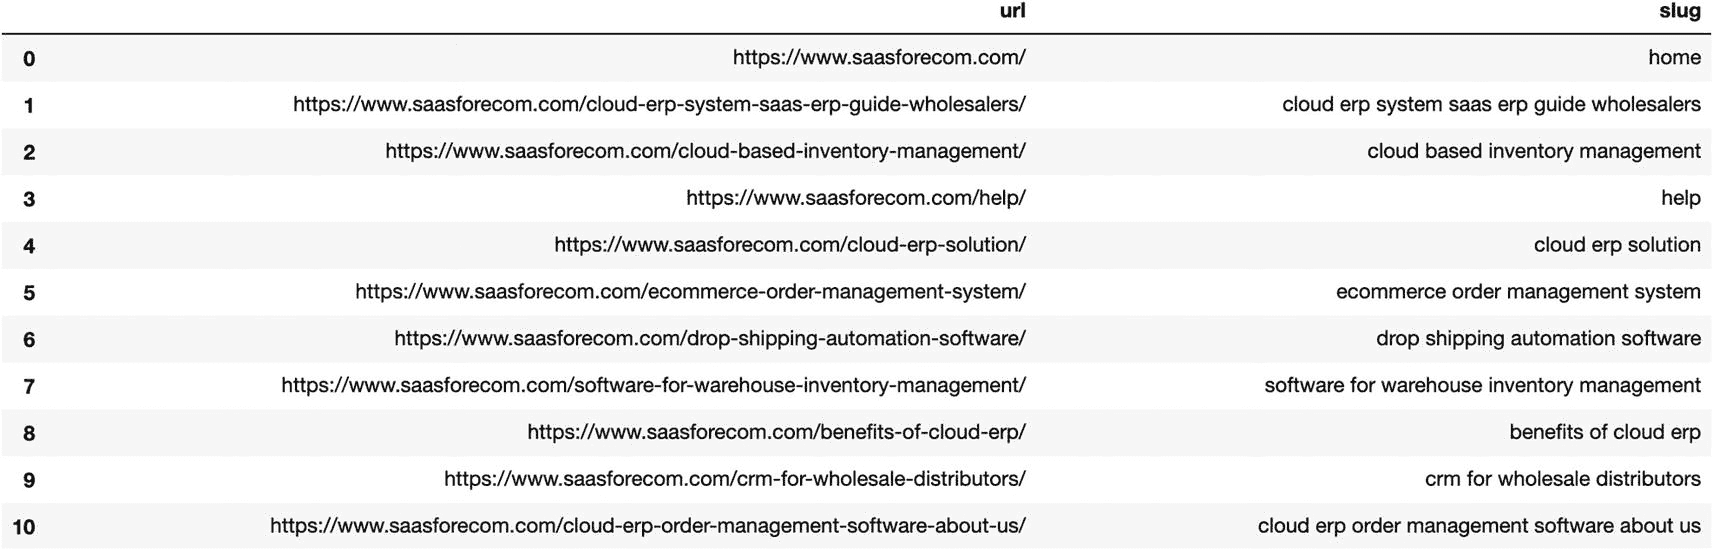 url slug
0 https://www.saasforecom.com/ home
1 https://www.saasforecom.com/cloud-erp-system-saas-erp-guide-wholesalers/ cloud erp system saas erp guide wholesalers
2 https://www.saasforecom.com/cloud-based-inventory-management/ cloud based inventory management
3 https://www.saasforecom.com/help/ help
4 https://www.saasforecom.com/cloud-erp-solution/ cloud erp solution
5 https://www.saasforecom.com/ecommerce-order-management-system/ ecommerce order management system
6 https://www.saasforecom.com/drop-shipping-automation-software/ drop shipping automation software
7 https://www.saasforecom.com/software-for-warehouse-inventory-management/ software for warehouse inventory management
8 https://www.saasforecom.com/benefits-of-cloud-erp/ benefits of cloud erp
9 https://www.saasforecom.com/crm-for-wholesale-distributors/ crm for wholesale distributors
10 https://www.saasforecom.com/cloud-erp-order-management-software-about-us/ cloud erp order management software about us